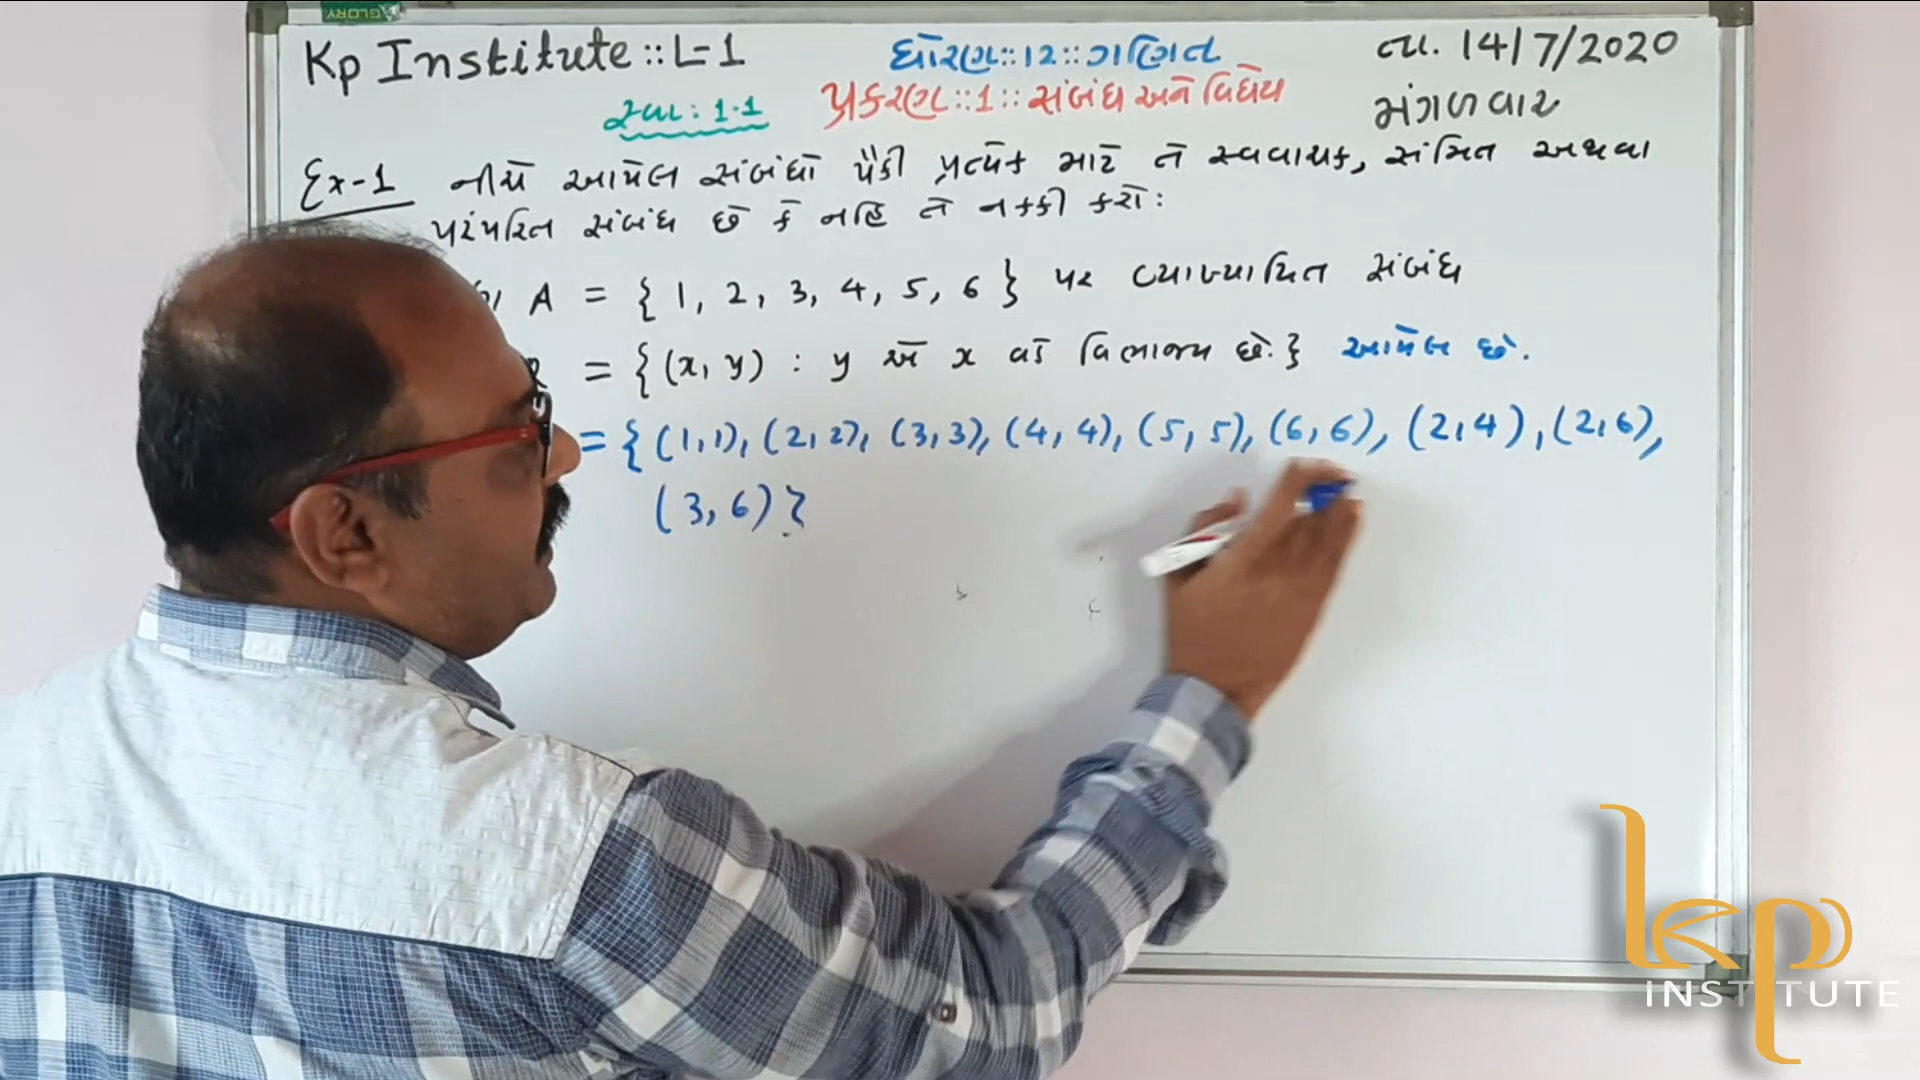 GLORY
Kp Institute :: L-1
ધોરણ :: 12 :: ગણિત
તા. 14/7/2020
પ્રકરણ :: 1 :: સંબંધ અને વિધેય
મંગળવાર
સ્વા : 1.1
Ex-1 નીચે આપેલ સંબંધો પૈકી પ્રત્યેક માટે તે સ્વવાચક, સંમિત અથવા
પરંપરિત સંબંધ છે કે નહિ તે નક્કી કરો :
A = { 1, 2, 3, 4, 5, 6 } પર વ્યાખ્યાયિત સંબંધ
R = { (x, y) : y એ x વડે વિભાજ્ય છે. } આપેલ છે.
= { (1,1), (2,2), (3,3), (4,4), (5,5), (6,6), (2,4), (2,6),
(3,6) }
kp
INSTITUTE